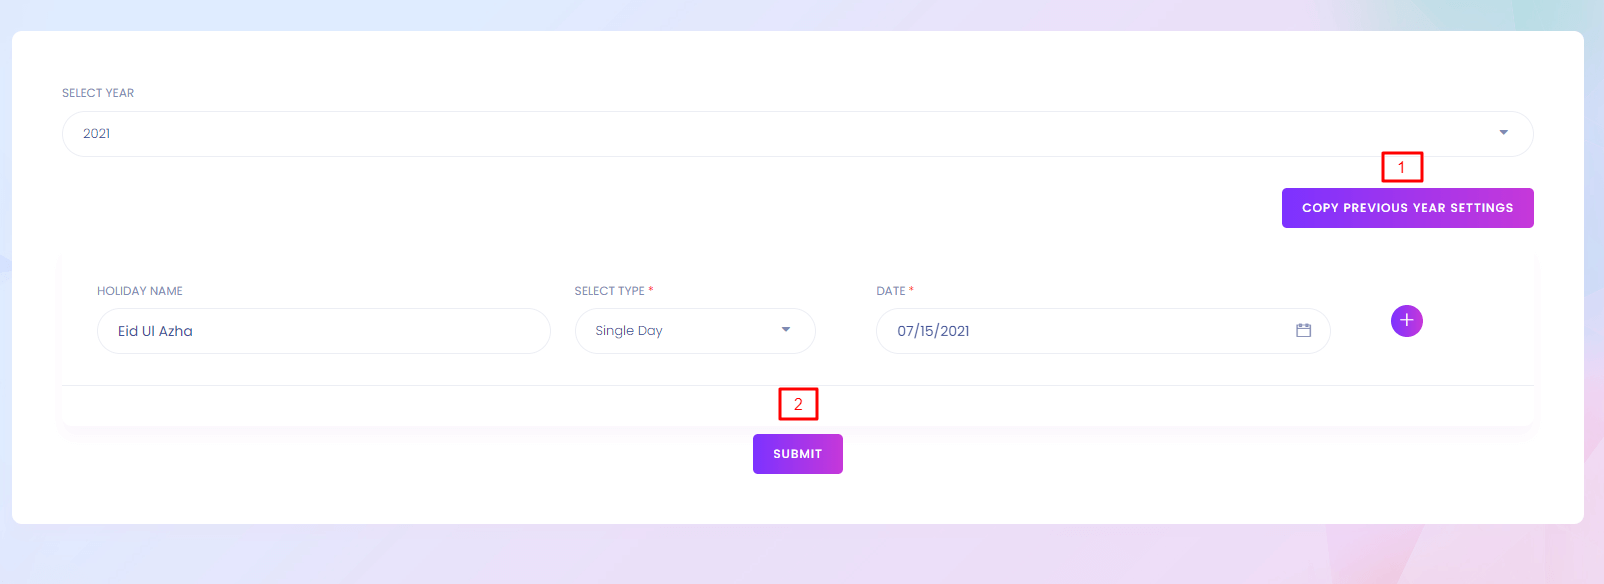 SELECT YEAR
2021
1
COPY PREVIOUS YEAR SETTINGS
HOLIDAY NAME
SELECT TYPE *
DATE *
Eid Ul Azha
Single Day
07/15/2021
2
SUBMIT